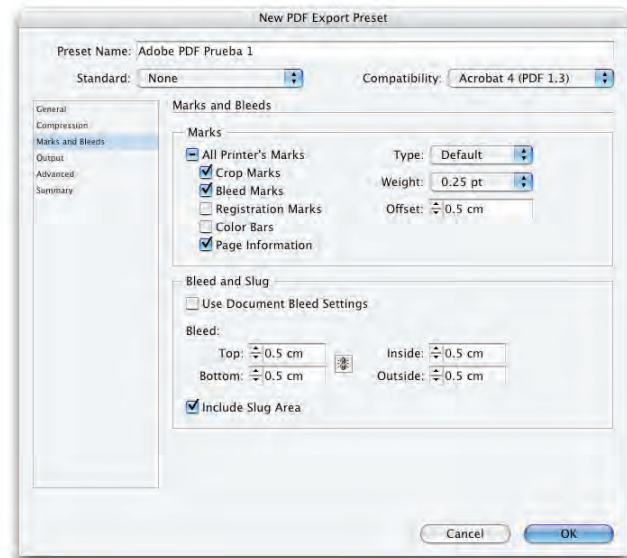 New PDF Export Preset
Preset Name: Adobe PDF Prueba 1
Standard: None Compatibility: Acrobat 4 (PDF 1.3)
General
Compression
Marks and Bleeds
Output
Advanced
Summary
Marks and Bleeds
Marks
All Printer's Marks
Crop Marks
Bleed Marks
Registration Marks
Color Bars
Page Information
Type: Default
Weight: 0.25 pt
Offset: 0.5 cm
Bleed and Slug
Use Document Bleed Settings
Bleed:
Top: 0.5 cm Inside: 0.5 cm
Bottom: 0.5 cm Outside: 0.5 cm
Include Slug Area
Cancel OK